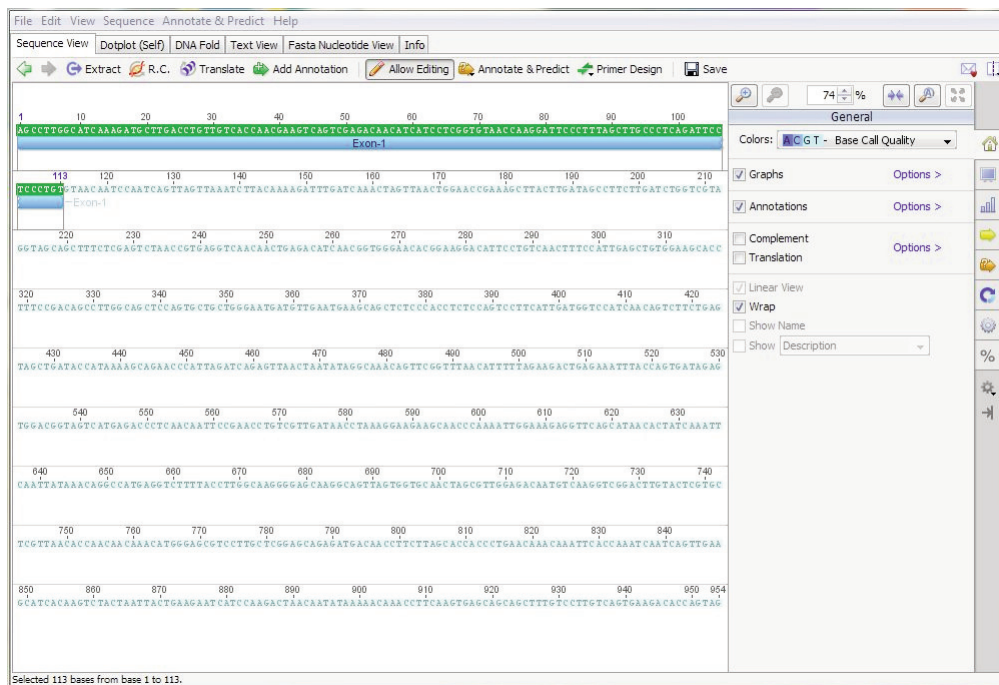 File Edit View Sequence Annotate & Predict Help
Sequence View Dotplot (Self) DNA Fold Text View Fasta Nucleotide View Info
Extract R.C. Translate Add Annotation Allow Editing Annotate & Predict Primer Design Save
1 10 20 30 40 50 60 70 80 90 100
AGCCTTGGCATCAAAGATGCTTGACCTGTTGTCACCAACGAAGTCAGTCGAGACAACATCATCCTCGGTGTAACCAAGGATTCCCTTTAGCTTGCCCTCAGATTCC
Exon-1
113 120 130 140 150 160 170 180 190 200 210
TCCCTGTGTAACAATCCAATCAGTTAGTTAAATCTTACAAAAGATTTGATCAAACTAGTTAACTGGAACCGAAAGCTTACTTGATAGCCTTCTTGATCTGGTCGTA
Exon-1
220 230 240 250 260 270 280 290 300 310
GGTAGCAGCTTTCTCGAGTCTAACCGTGAGGTCAACAACTGAGACATCAACGGTGGGAACACGGAAGGACATTCCTGTCAACTTTCCATTGAGCTGTGGAAGCACC
320 330 340 350 360 370 380 390 400 410 420
TTTCCGACAGCCTTGGCAGCTCCAGTGCTGCTGGGAATGATGTTGAATGAAGCAGCTCTCCCACCTCTCCAGTCCTTCATTGATGGTCCATCAACAGTCTTCTGAG
430 440 450 460 470 480 490 500 510 520 530
TAGCTGATACCATAAAAGCAGAACCCATTAGATCAGAGTTAACTAATATAGGCAAACAGTTCGGTTTAACATTTTTAGAAGACTGAGAAATTTACCAGTGATAGAG
540 550 560 570 580 590 600 610 620 630
TGGACGGTAGTCATGAGACCCTCAACAATTCCGAACCTGTCGTTGATAACCTAAAGGAAGAAGCAACCCAAAATTGGAAAGAGGTTCAGCATAACACTATCAAATT
640 650 660 670 680 690 700 710 720 730 740
CAATTATAAACAGGCCATGAGGTCTTTTACCTTGGCAAGGGGAGCAAGGCAGTTAGTGGTGCAACTAGCGTTGGAGACAATGTCAAGGTCGGACTTGTACTCGTGC
750 760 770 780 790 800 810 820 830 840
TCGTTAACACCAACAACAAACATGGGAGCGTCCTTGCTCGGAGCAGAGATGACAACCTTCTTAGCACCACCCTGAACAAACAAATTCACCAAATCAATCAGTTGAA
850 860 870 880 890 900 910 920 930 940 950 954
GCATCACAAGTCTACTAATTACTGAAGAATCATCCAAGACTAACAATATAAAAACAAACCTTCAAGTGAGCAGCAGCTTTGTCCTTGTCAGTGAAGACACCAGTAG
74 %
General
Colors: A C G T - Base Call Quality
Graphs Options >
Annotations Options >
Complement
Translation
Options >
Linear View
Wrap
Show Name
Show Description
%
Selected 113 bases from base 1 to 113.